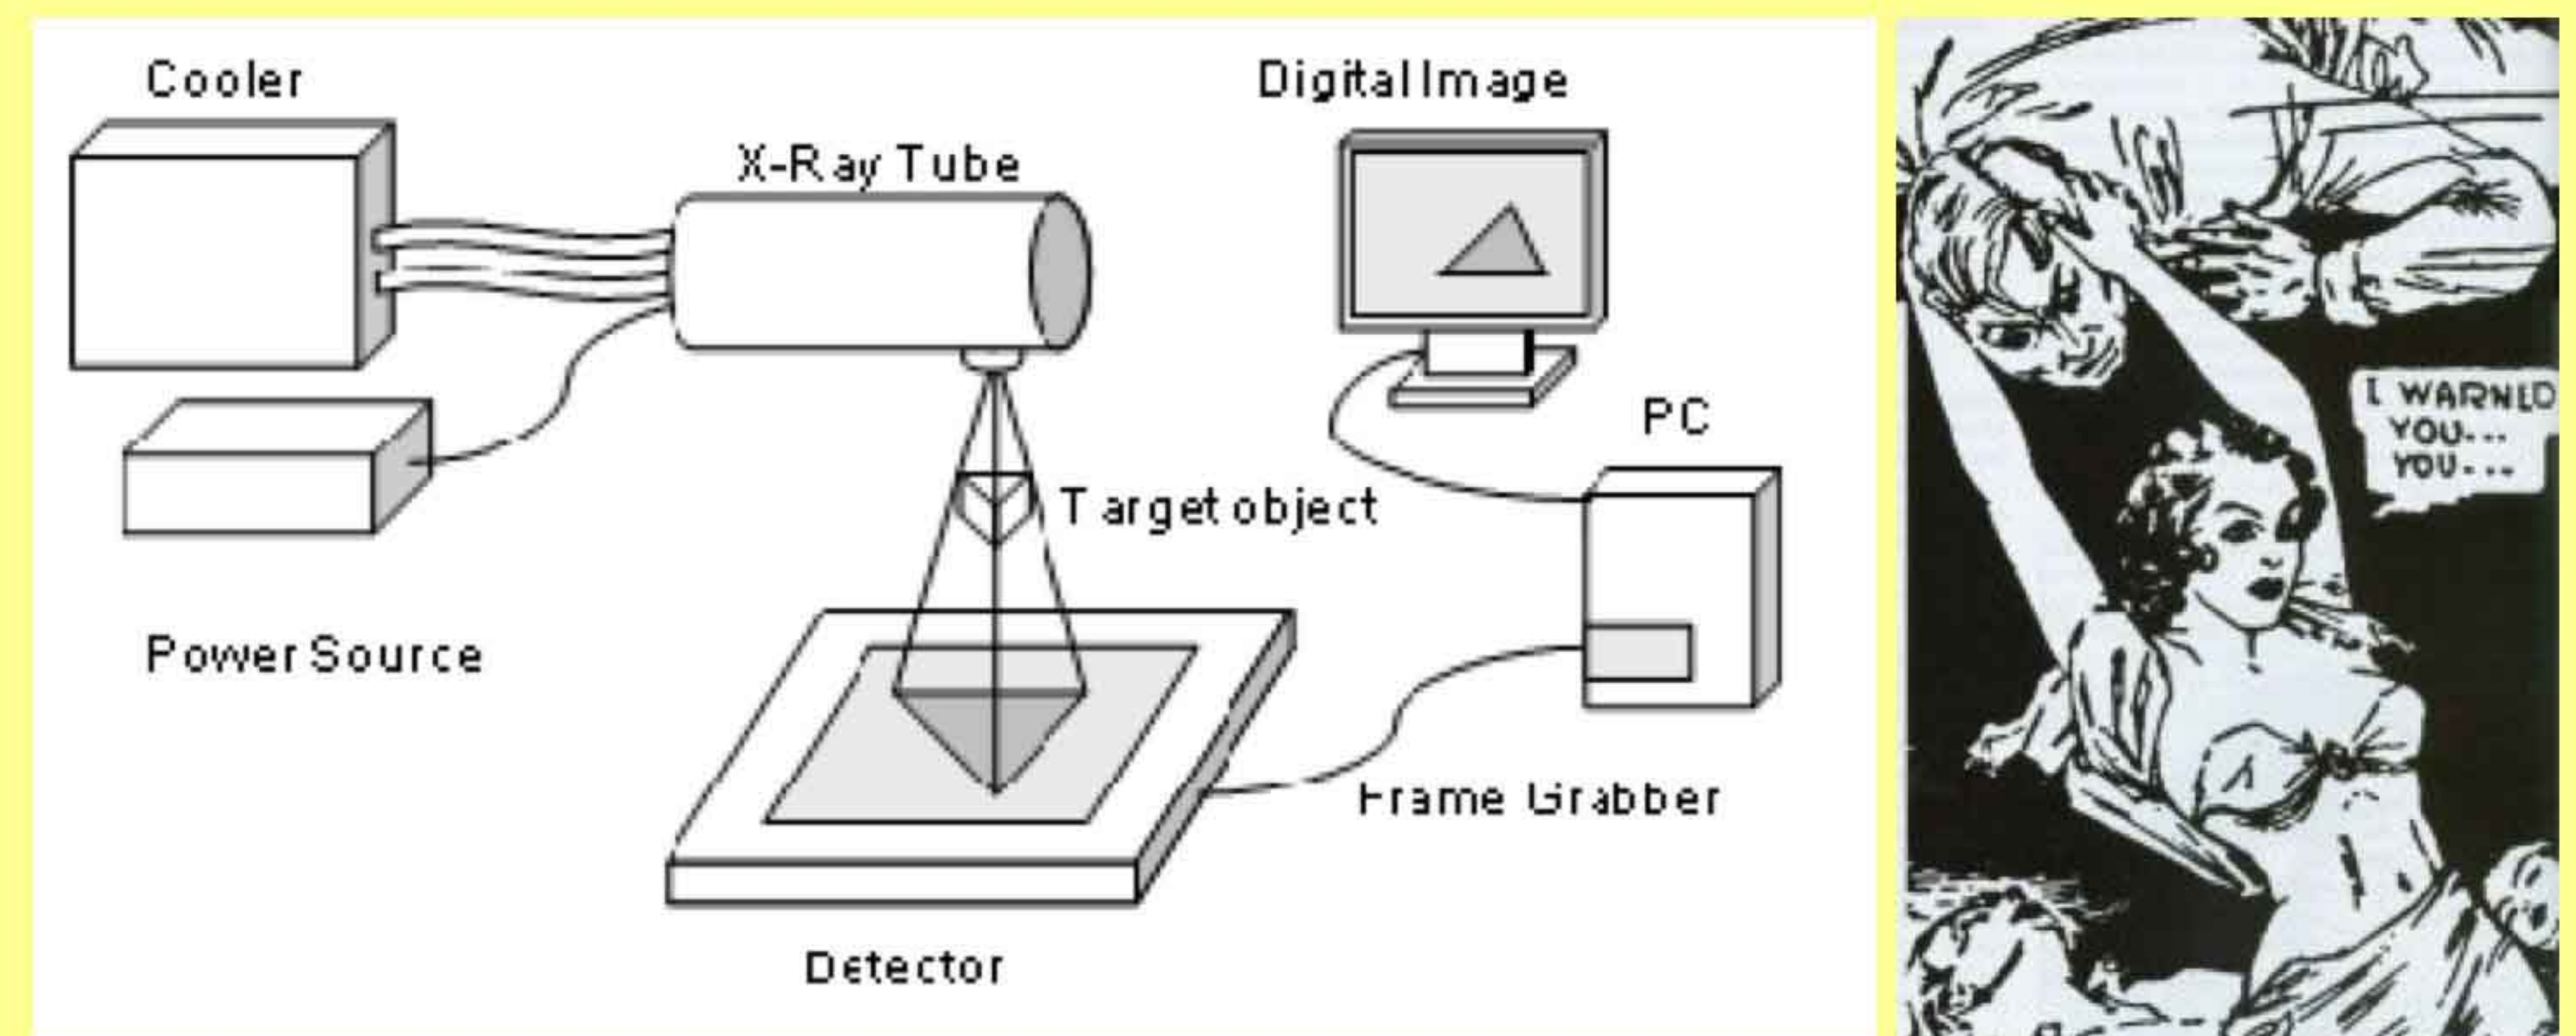 Cooler
X-Ray Tube
Digital Image
PC
Target object
Power Source
Frame Grabber
Detector
I WARNED
YOU---
YOU---